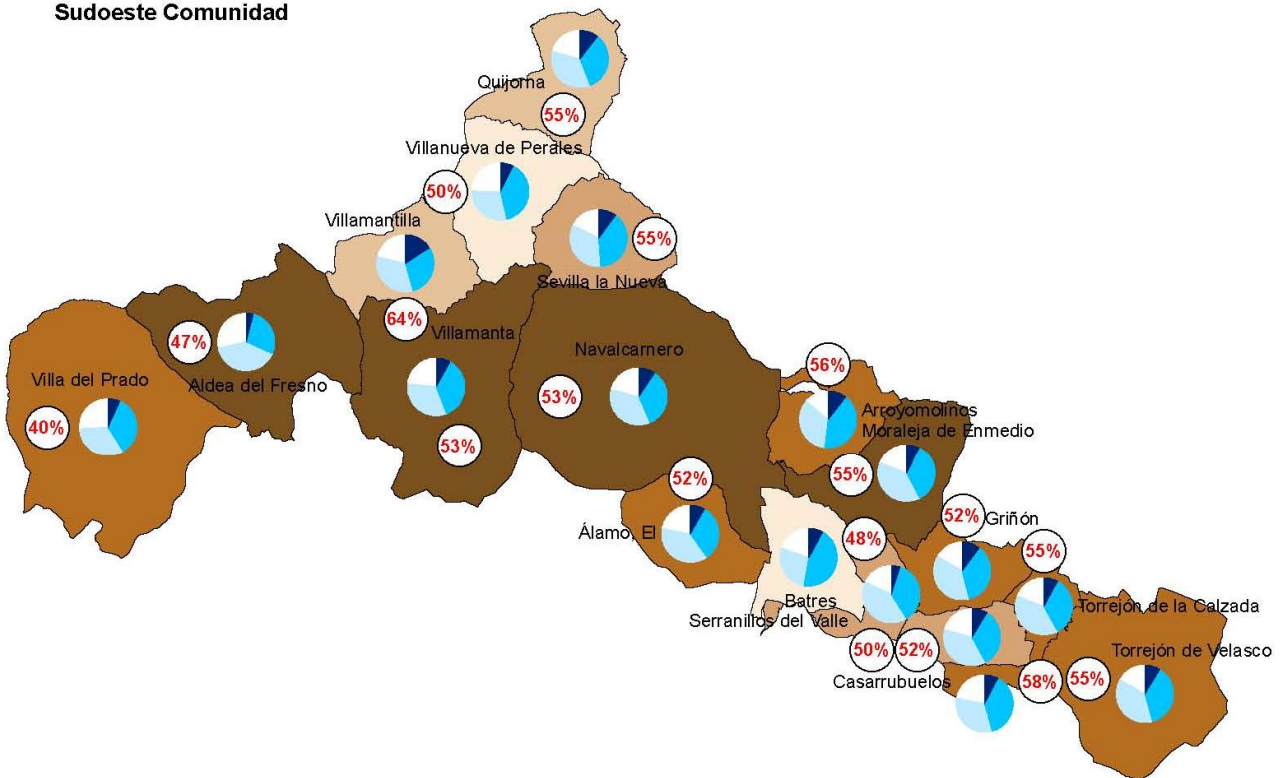 Sudoeste Comunidad
Quijorna
55%
Villanueva de Perales
50%
Villamantilla
55%
Sevilla la Nueva
64%
Villamanta
47%
Navalcarnero
56%
Villa del Prado
Aldea del Fresno
53%
Arroyomolinos
40%
Moraleja de Enmedio
53%
55%
52%
52%
Griñón
Álamo, El
48%
55%
Batres
Torrejón de la Calzada
Serranillos del Valle
50%
52%
Torrejón de Velasco
Casarrubuelos
58%
55%